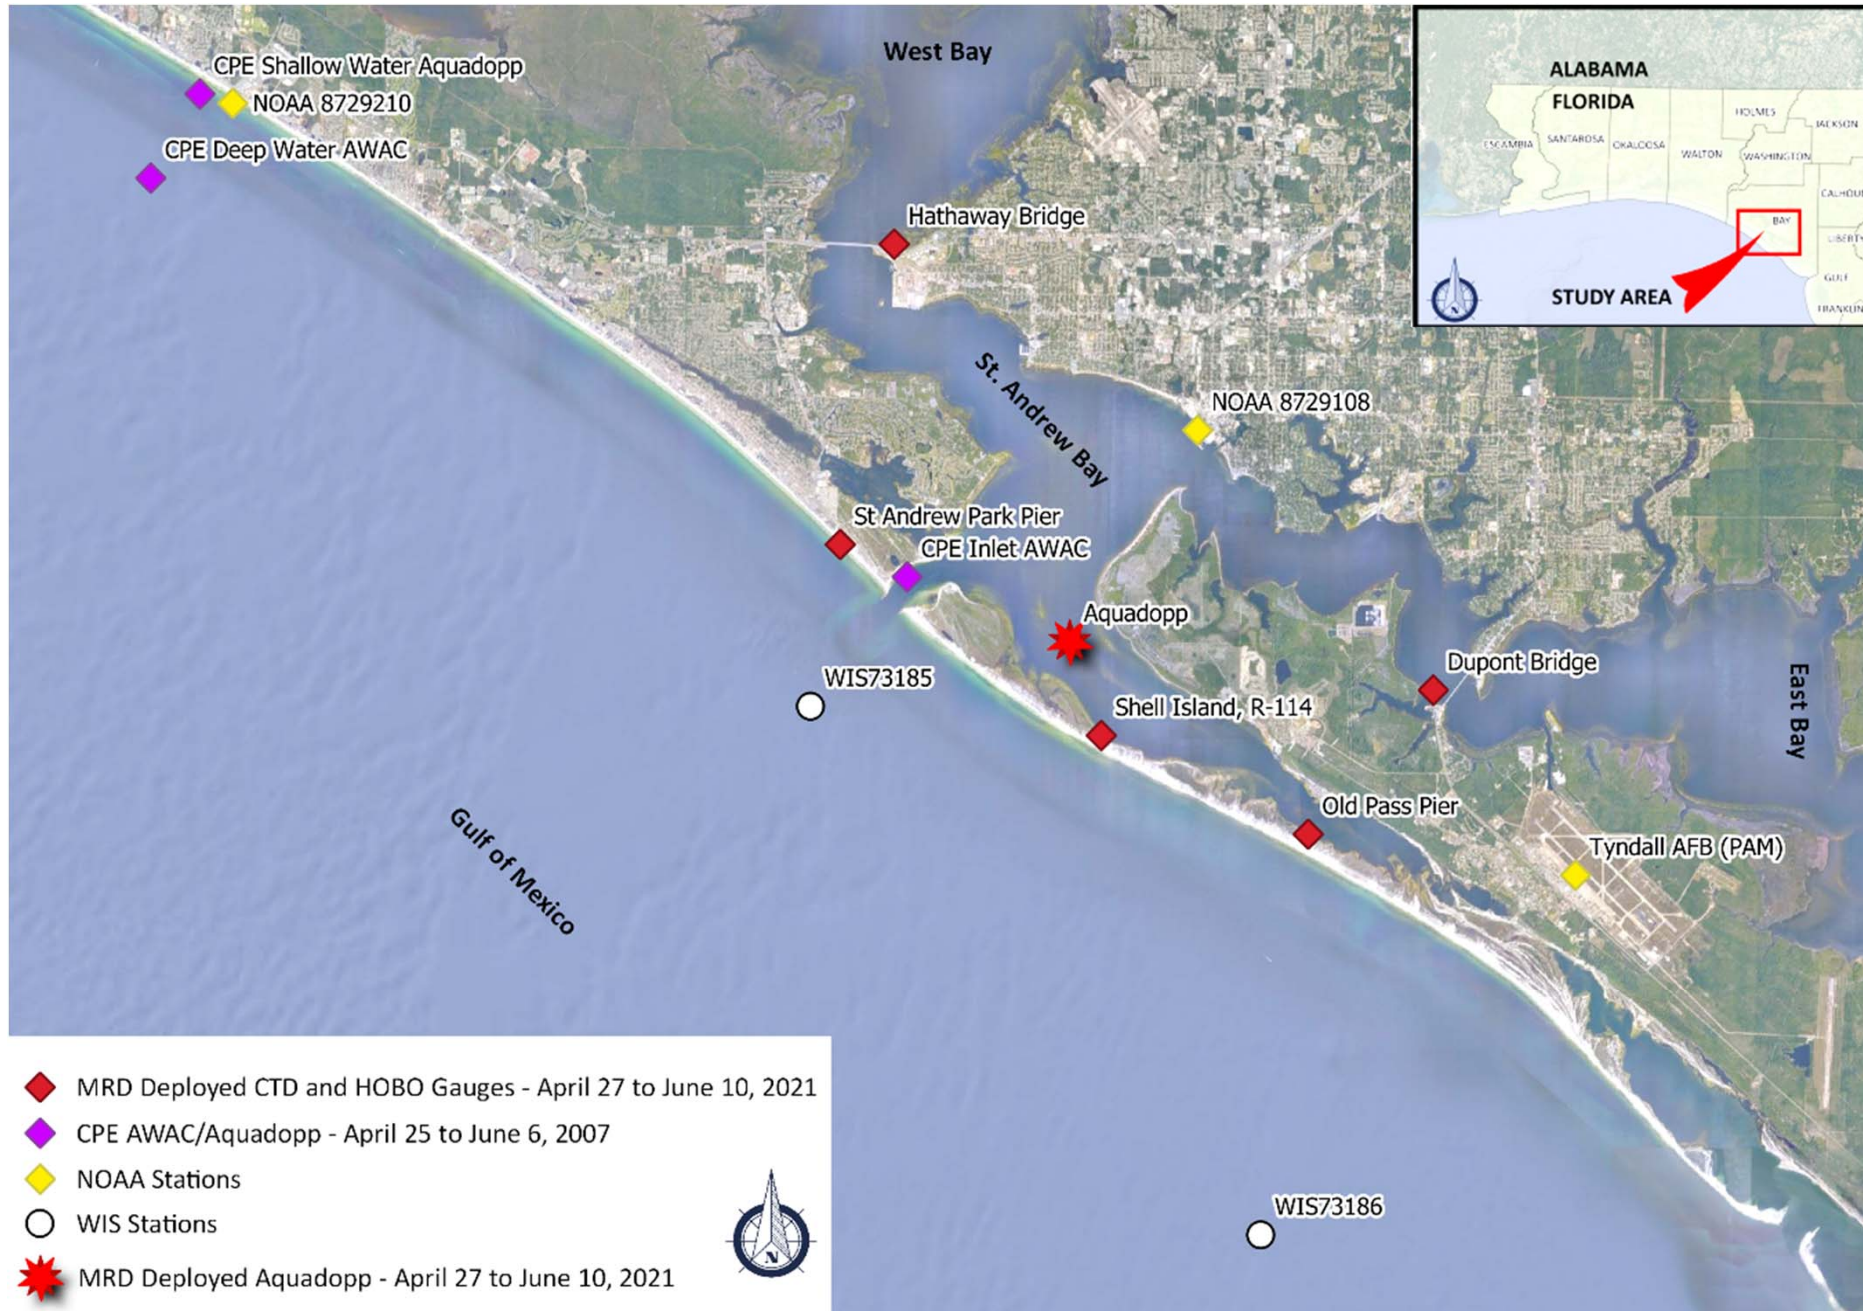 West Bay
CPE Shallow Water Aquadopp
NOAA 8729210
CPE Deep Water AWAC
Hathaway Bridge
St. Andrew Bay
NOAA 8729108
St Andrew Park Pier
CPE Inlet AWAC
Aquadopp
WIS73185
Dupont Bridge
Shell Island, R-114
East Bay
Old Pass Pier
Tyndall AFB (PAM)
Gulf of Mexico
WIS73186
ALABAMA
FLORIDA
ESCAMBIA
SANTAROSA
OKALOOSA
WALTON
HOLMES
WASHINGTON
JACKSON
CALHOU
BAY
LIBERTY
GULF
FRANKLIN
STUDY AREA
N
MRD Deployed CTD and HOBO Gauges - April 27 to June 10, 2021
CPE AWAC/Aquadopp - April 25 to June 6, 2007
NOAA Stations
WIS Stations
MRD Deployed Aquadopp - April 27 to June 10, 2021
N